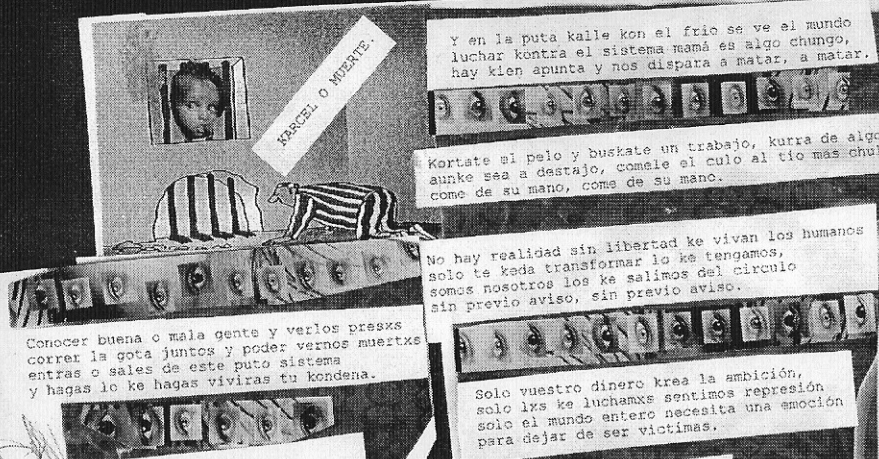 KARCEL O MUERTE.
Conocer buena o mala gente y verlos presxs
correr la gota juntos y poder vernos muertxs
entras o sales de este puto sistema
y hagas lo ke hagas viviras tu kondena.
Y en la puta kalle kon el frio se ve el mundo
luchar kontra el sistema mamá es algo chungo,
hay kien apunta y nos dispara a matar, a matar.
Kortate el pelo y buskate un trabajo, kurra de algo
aunke sea a destajo, comele el culo al tio mas
come de su mano, come de su mano.
No hay realidad sin libertad ke vivan los humanos
solo te keda transformar lo ke tengamos,
somos nosotros los ke salimos del circulo
sin previo aviso, sin previo aviso.
Solo vuestro dinero krea la ambición,
solo lxs ke luchamxs sentimos represión
solo el mundo entero necesita una emoción
para dejar de ser victimas.